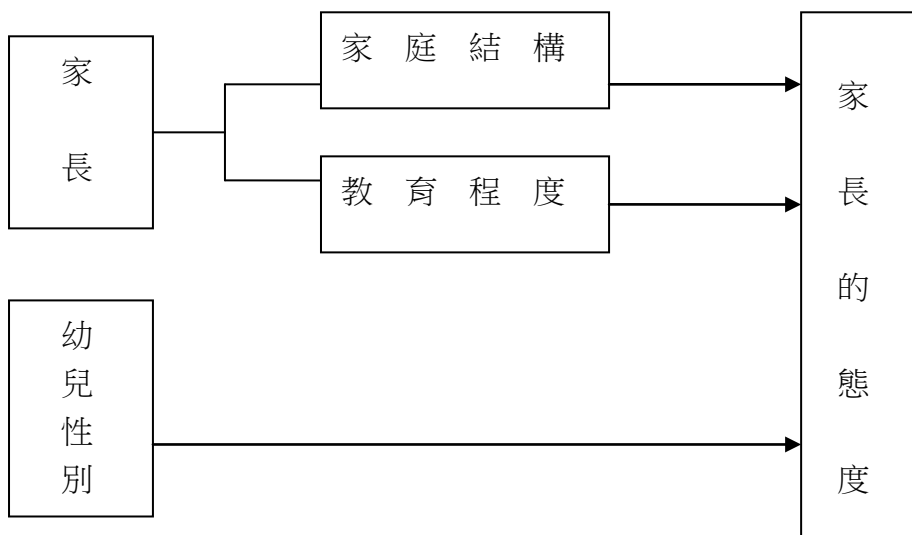 家長
家庭結構
教育程度
幼兒性別
家長的態度